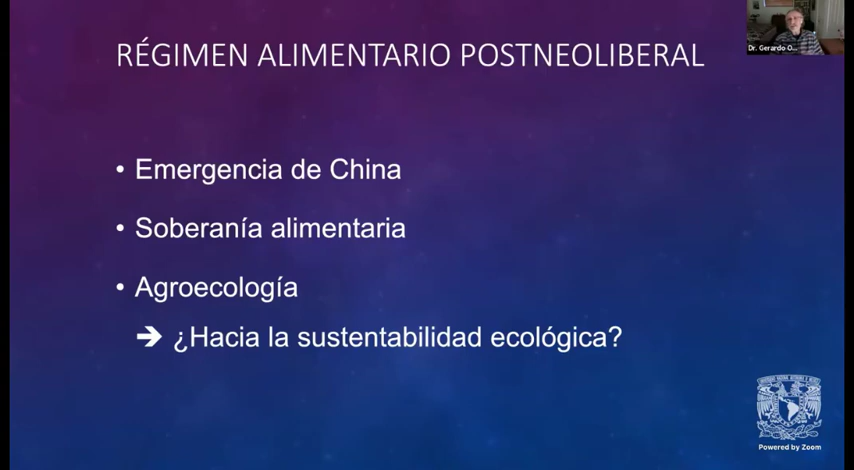 RÉGIMEN ALIMENTARIO POSTNEOLIBERAL
Dr. Gerardo O...
• Emergencia de China
• Soberanía alimentaria
• Agroecología
➔ ¿Hacia la sustentabilidad ecológica?
Powered by Zoom